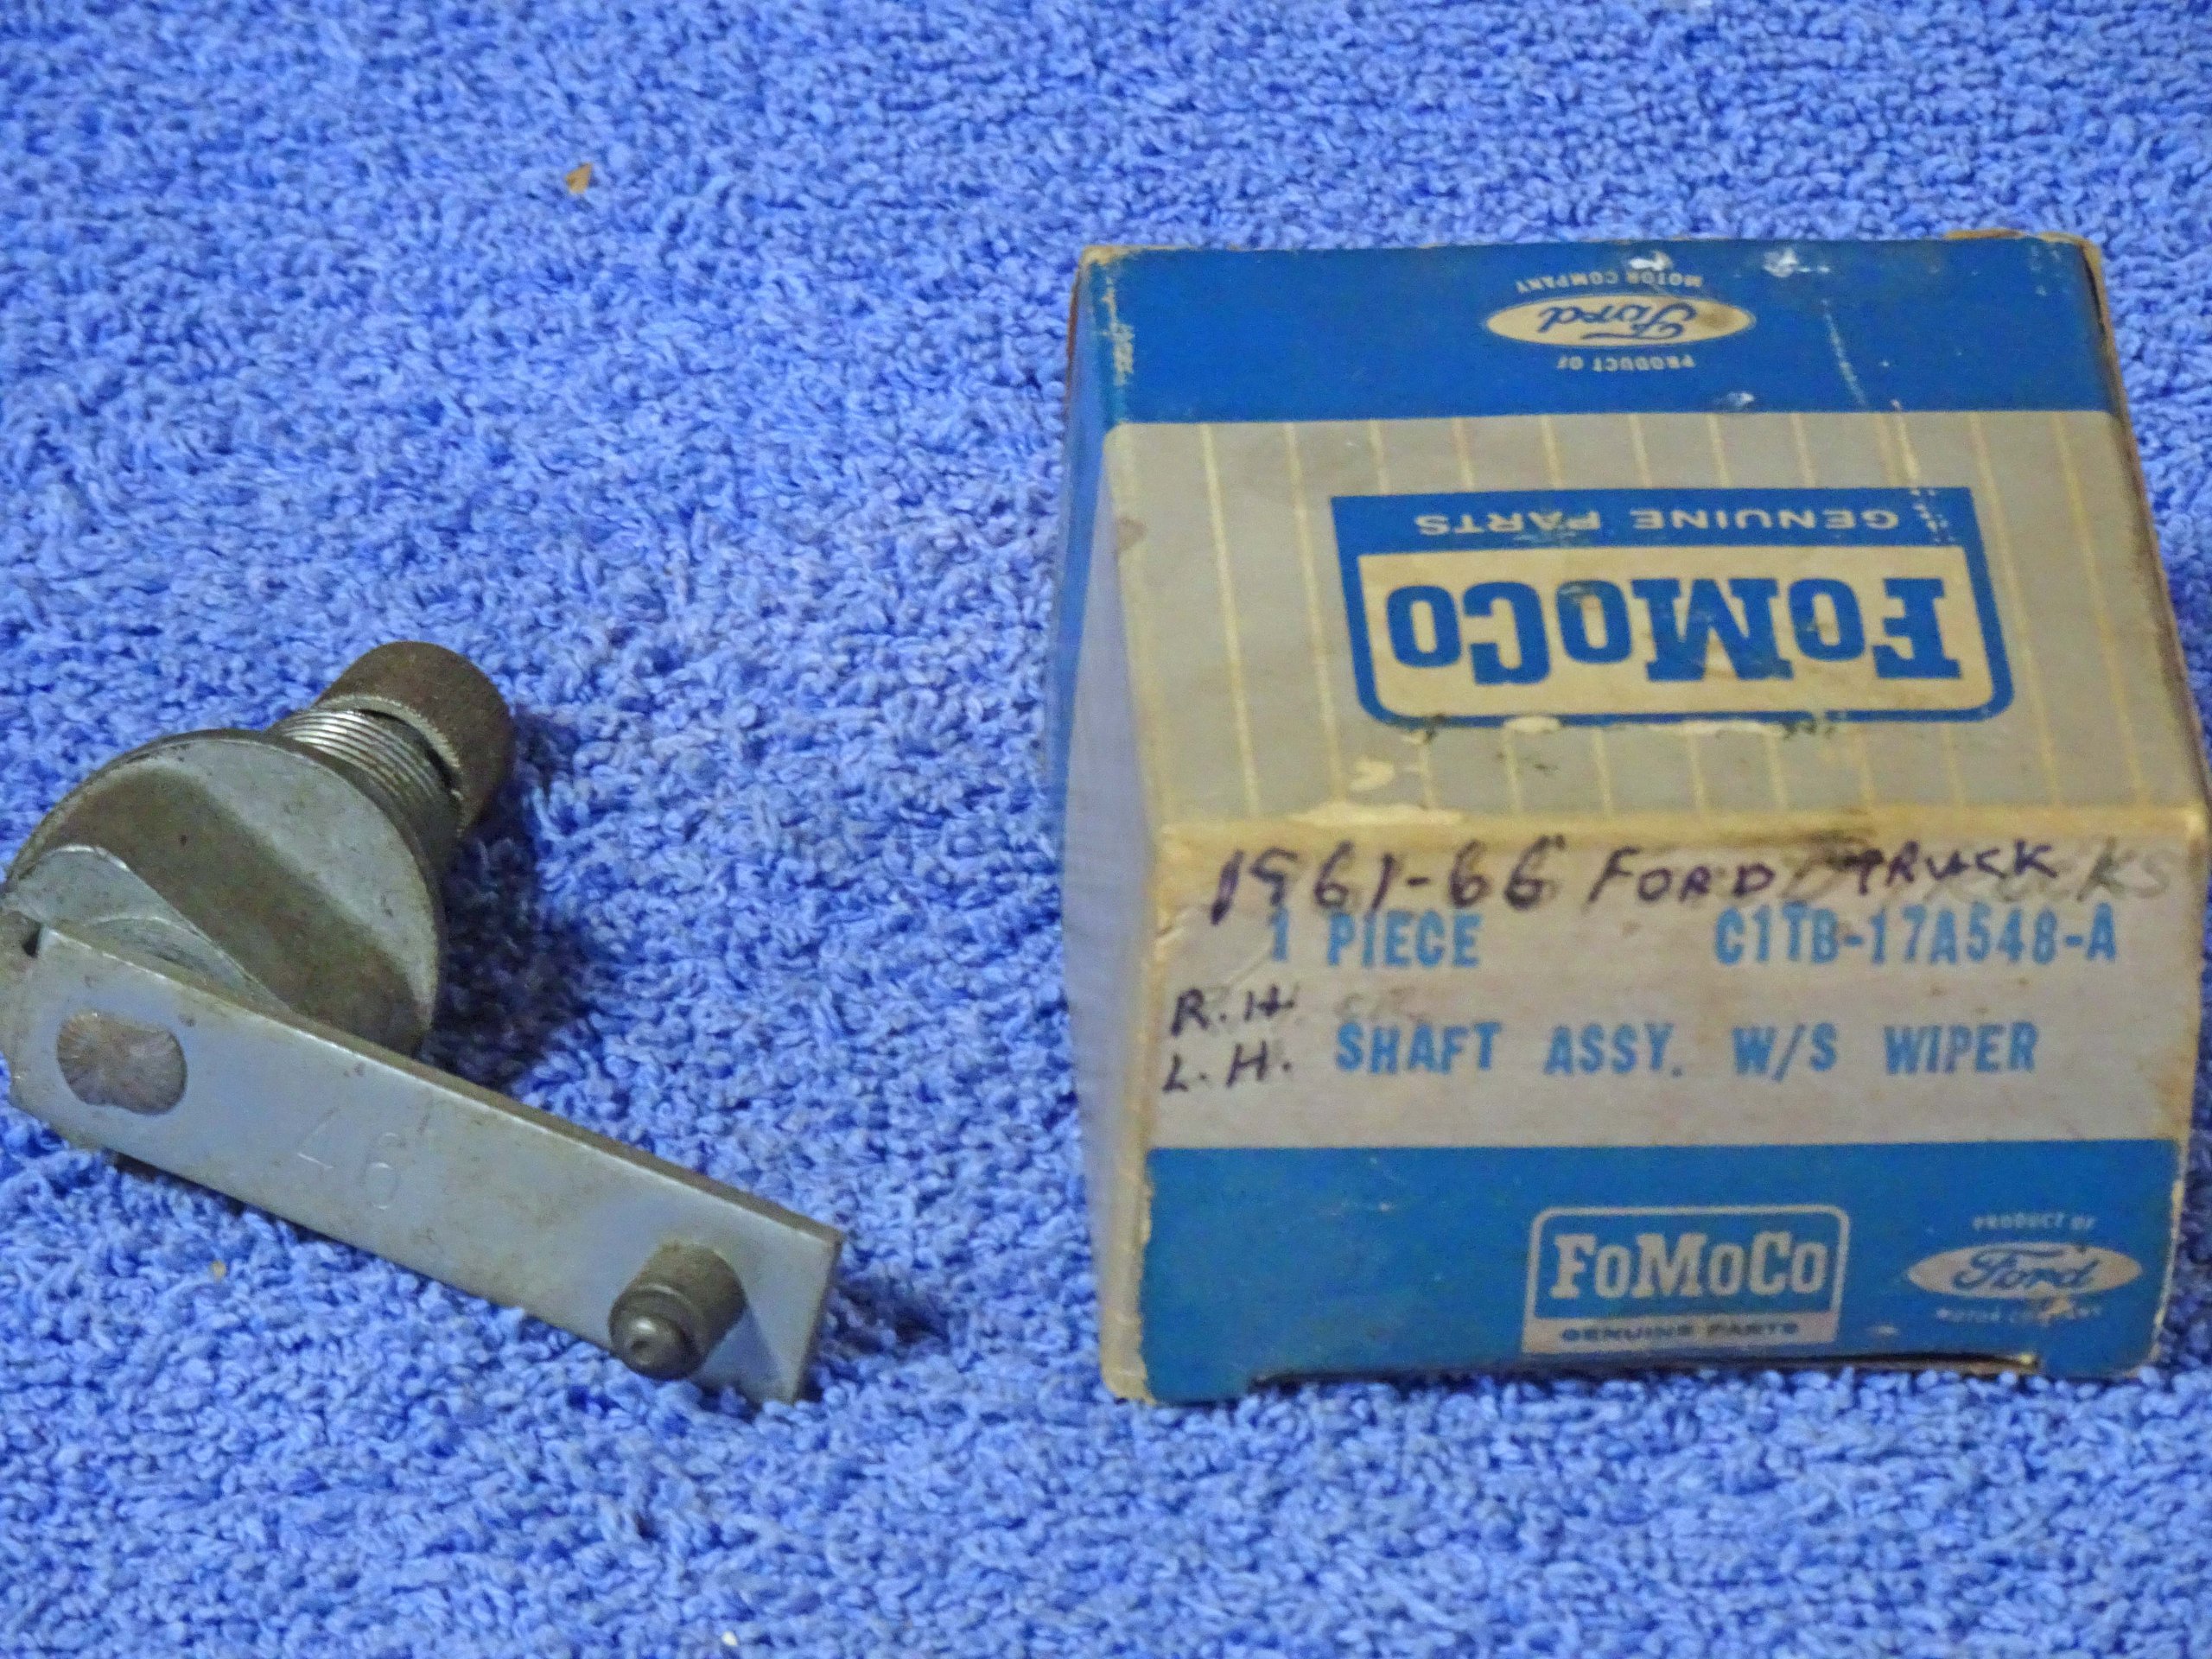 MOTOR COMPANY
Ford
PRODUCT OF
GENUINE PARTS
FoMoCo
1961-66 FORD TRUCK
1 PIECE C1TB-17A548-A
R.H.
SHAFT ASSY. W/S WIPER
L.H.
FoMoCo
GENUINE PARTS
PRODUCT OF
Ford
MOTOR COMPANY
46